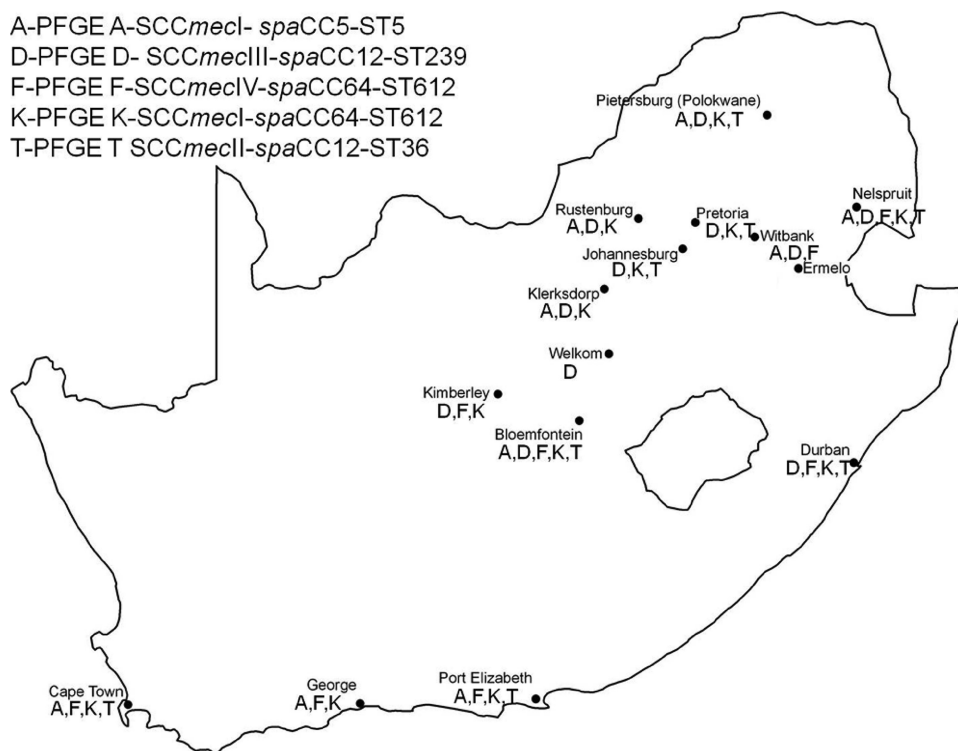 A-PFGE A-SCCmecI- spaCC5-ST5
D-PFGE D- SCCmecIII-spaCC12-ST239
F-PFGE F-SCCmecIV-spaCC64-ST612
K-PFGE K-SCCmecI-spaCC64-ST612
T-PFGE T SCCmecII-spaCC12-ST36
Pietersburg (Polokwane)
A,D,K,T
Nelspruit
A,D,F,K,T
Rustenburg
A,D,K
Pretoria
D,K,T
Witbank
A,D,F
Johannesburg
D,K,T
Ermelo
Klerksdorp
A,D,K
Welkom
D
Kimberley
D,F,K
Bloemfontein
A,D,F,K,T
Durban
D,F,K,T
Cape Town
A,F,K,T
George
A,F,K
Port Elizabeth
A,F,K,T